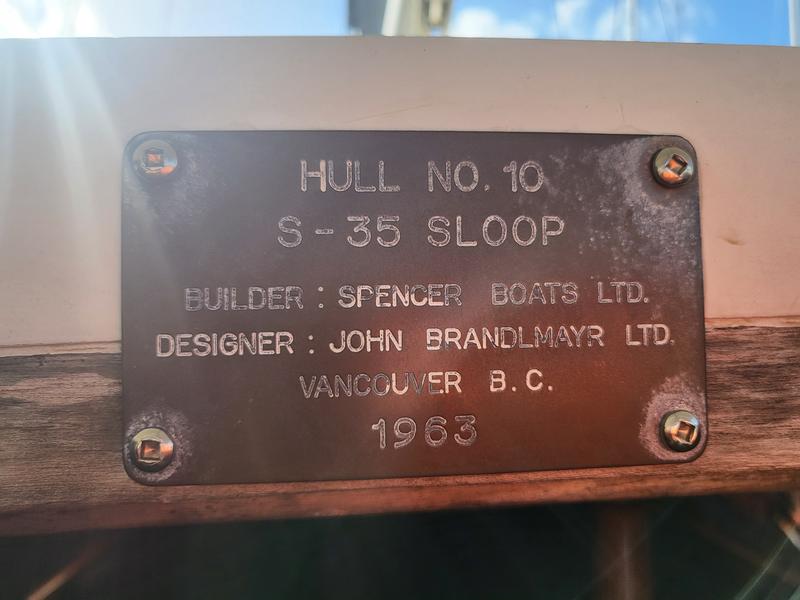 HULL NO. 10
S-35 SLOOP
BUILDER : SPENCER BOATS LTD.
DESIGNER : JOHN BRANDLMAYR LTD.
VANCOUVER B.C.
1963